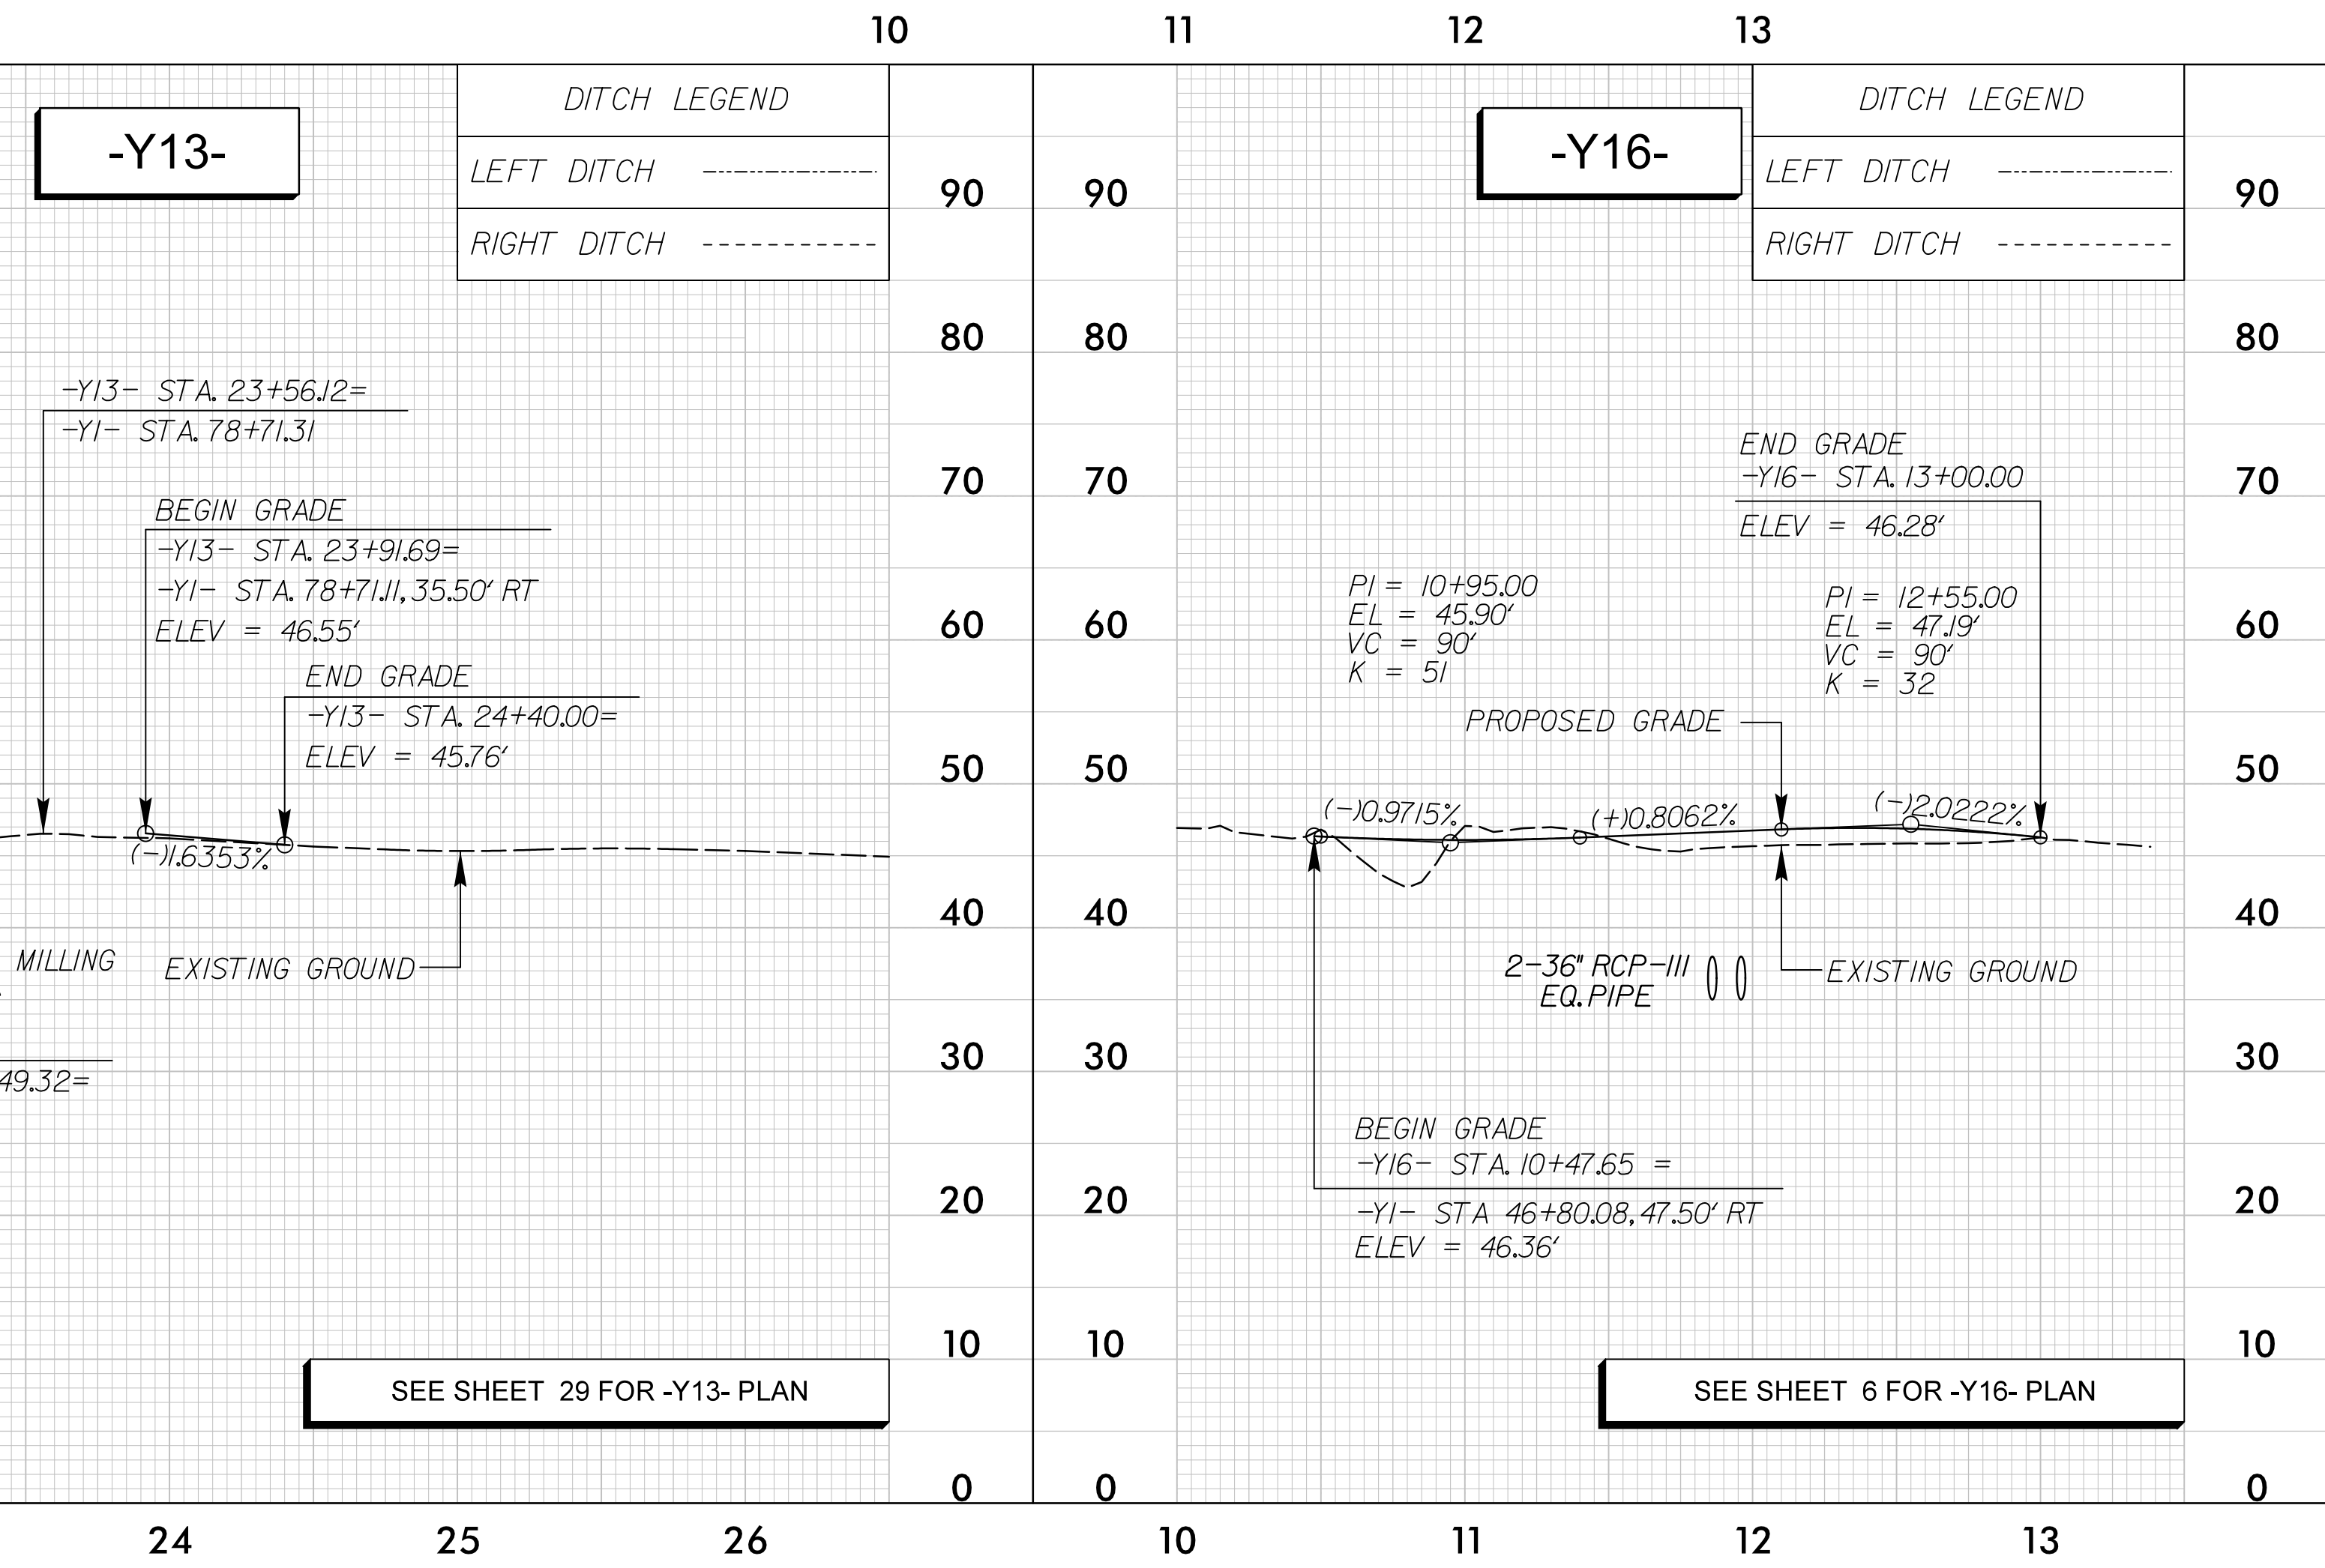 10 11 12 13
-Y13-
DITCH LEGEND
LEFT DITCH
RIGHT DITCH
-Y13- STA. 23+56.12=
-Y1- STA. 78+71.31
BEGIN GRADE
-Y13- STA. 23+91.69=
-Y1- STA. 78+71.11, 35.50' RT
ELEV = 46.55'
END GRADE
-Y13- STA. 24+40.00=
ELEV = 45.76'
(-)1.6353%
MILLING
EXISTING GROUND
49.32=
SEE SHEET 29 FOR -Y13- PLAN
90 90
80 80
70 70
60 60
50 50
40 40
30 30
20 20
10 10
0 0
-Y16-
DITCH LEGEND
LEFT DITCH
RIGHT DITCH
END GRADE
-Y16- STA. 13+00.00
ELEV = 46.28'
PI = 10+95.00
EL = 45.90'
VC = 90'
K = 51
PI = 12+55.00
EL = 47.19'
VC = 90'
K = 32
PROPOSED GRADE
(-)0.9715%
(+)0.8062%
(-)2.0222%
2-36" RCP-III
EQ. PIPE
EXISTING GROUND
BEGIN GRADE
-Y16- STA. 10+47.65 =
-Y1- STA 46+80.08, 47.50' RT
ELEV = 46.36'
SEE SHEET 6 FOR -Y16- PLAN
90
80
70
60
50
40
30
20
10
0
24 25 26 10 11 12 13